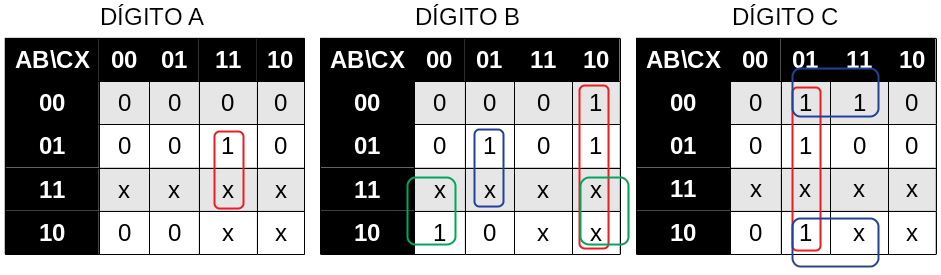 DÍGITO A DÍGITO B DÍGITO C
AB\CX 00 01 11 10 AB\CX 00 01 11 10 AB\CX 00 01 11 10
00 0 0 0 0 00 0 0 0 1 00 0 1 1 0
01 0 0 1 0 01 0 1 0 1 01 0 1 0 0
11 x x x x 11 x x x x 11 x x x x
10 0 0 x x 10 1 0 x x 10 0 1 x x